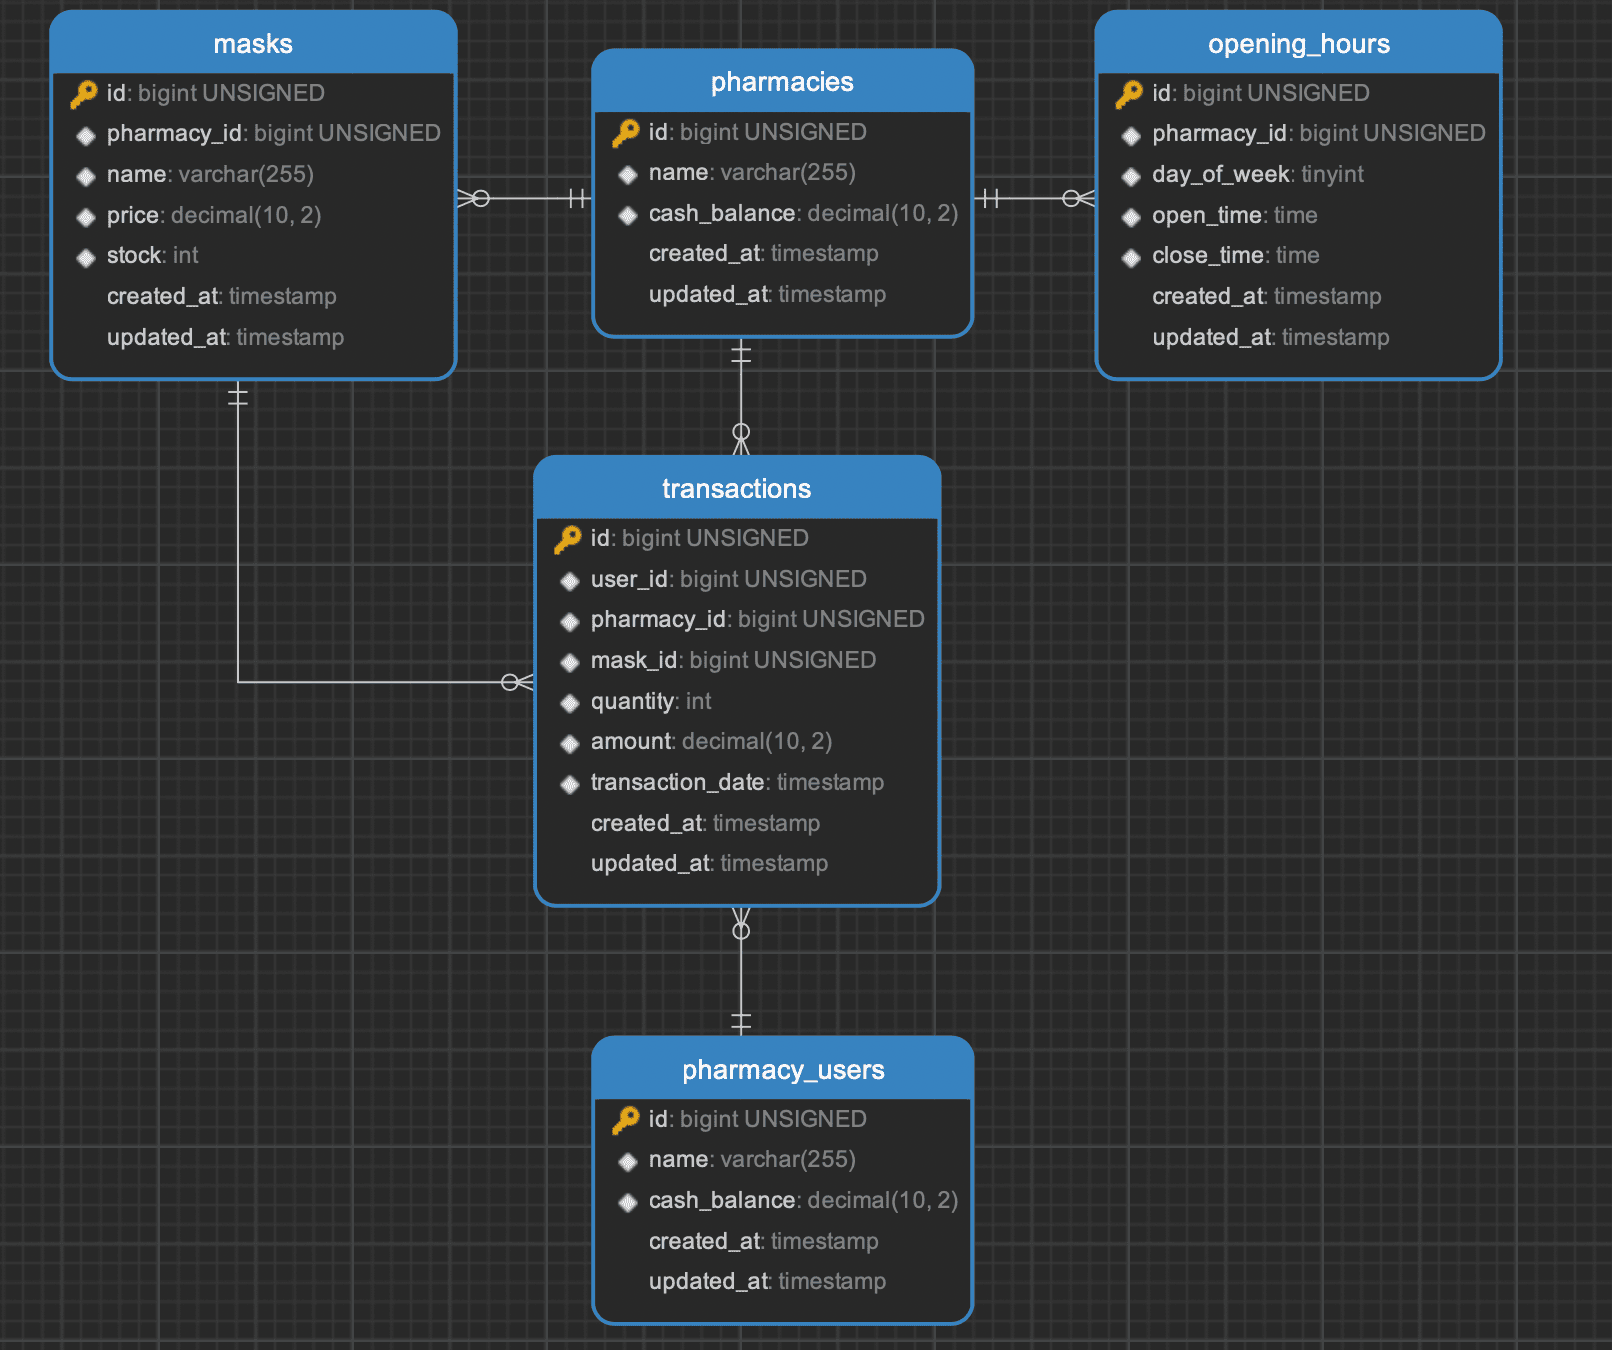 masks
id: bigint UNSIGNED
pharmacy_id: bigint UNSIGNED
name: varchar(255)
price: decimal(10, 2)
stock: int
created_at: timestamp
updated_at: timestamp
pharmacies
id: bigint UNSIGNED
name: varchar(255)
cash_balance: decimal(10, 2)
created_at: timestamp
updated_at: timestamp
opening_hours
id: bigint UNSIGNED
pharmacy_id: bigint UNSIGNED
day_of_week: tinyint
open_time: time
close_time: time
created_at: timestamp
updated_at: timestamp
transactions
id: bigint UNSIGNED
user_id: bigint UNSIGNED
pharmacy_id: bigint UNSIGNED
mask_id: bigint UNSIGNED
quantity: int
amount: decimal(10, 2)
transaction_date: timestamp
created_at: timestamp
updated_at: timestamp
pharmacy_users
id: bigint UNSIGNED
name: varchar(255)
cash_balance: decimal(10, 2)
created_at: timestamp
updated_at: timestamp